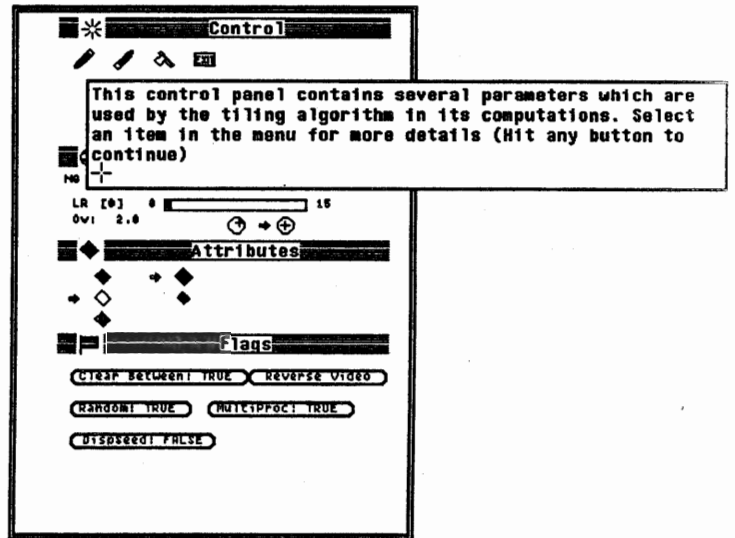 Control
EXIT
This control panel contains several parameters which are
used by the tiling algorithm in its computations. Select
an item in the menu for more details (Hit any button to
continue)
LR [0] 0 15
Ow: 2.0
Attributes
Flags
Clear Between: TRUE Reverse Video
Random: TRUE MultiProc: TRUE
Dispseed: FALSE